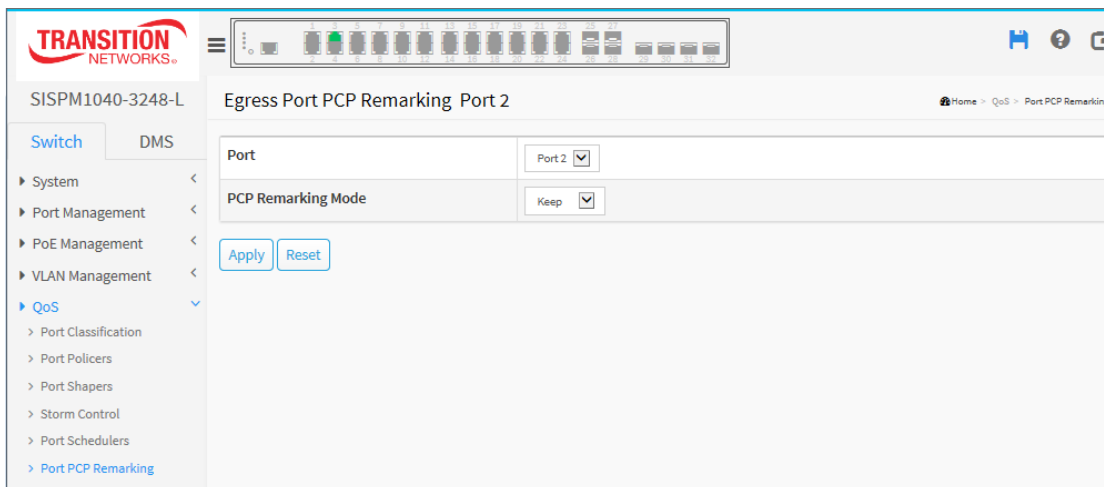 TRANSITION
NETWORKS®
1 3 5 7 9 11 13 15 17 19 21 23 25 27
2 4 6 8 10 12 14 16 18 20 22 24 26 28 29 30 31 32
SISPM1040-3248-L
Egress Port PCP Remarking Port 2
Home > QoS > Port PCP Remarkin
Switch
DMS
Port
Port 2
System
PCP Remarking Mode
Keep
Port Management
PoE Management
Apply
Reset
VLAN Management
QoS
> Port Classification
> Port Policers
> Port Shapers
> Storm Control
> Port Schedulers
> Port PCP Remarking